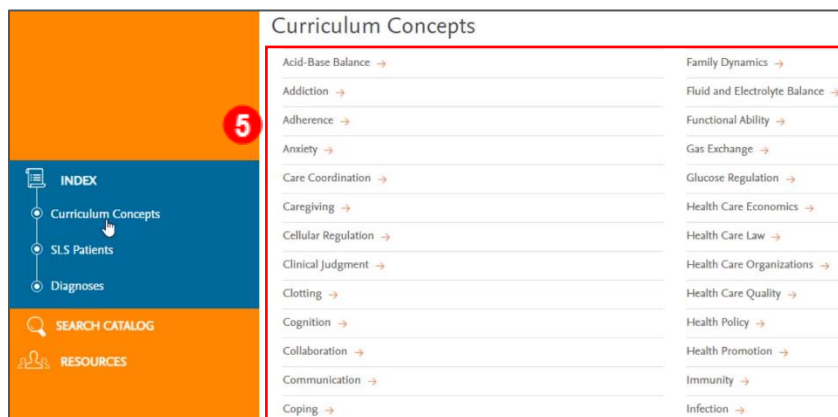 Curriculum Concepts
5
INDEX
Curriculum Concepts
SLS Patients
Diagnoses
SEARCH CATALOG
RESOURCES
Acid-Base Balance →
Addiction →
Adherence →
Anxiety →
Care Coordination →
Caregiving →
Cellular Regulation →
Clinical Judgment →
Clotting →
Cognition →
Collaboration →
Communication →
Coping →
Family Dynamics →
Fluid and Electrolyte Balance →
Functional Ability →
Gas Exchange →
Glucose Regulation →
Health Care Economics →
Health Care Law →
Health Care Organizations →
Health Care Quality →
Health Policy →
Health Promotion →
Immunity →
Infection →